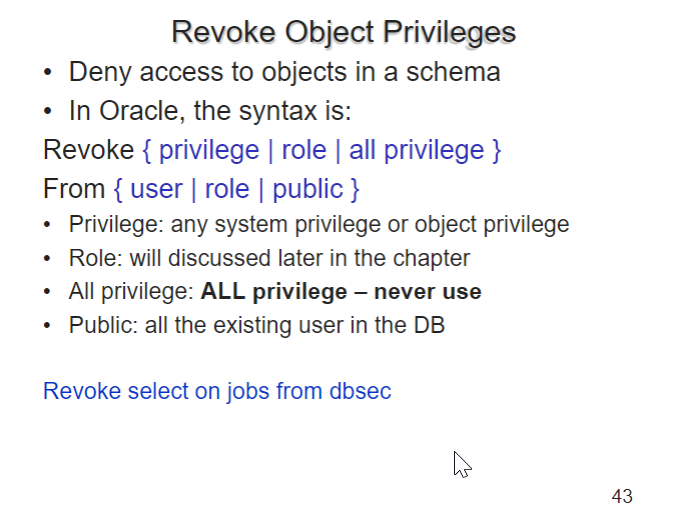 Revoke Object Privileges
• Deny access to objects in a schema
• In Oracle, the syntax is:
Revoke { privilege | role | all privilege }
From { user | role | public }
• Privilege: any system privilege or object privilege
• Role: will discussed later in the chapter
• All privilege: ALL privilege – never use
• Public: all the existing user in the DB
Revoke select on jobs from dbsec
43